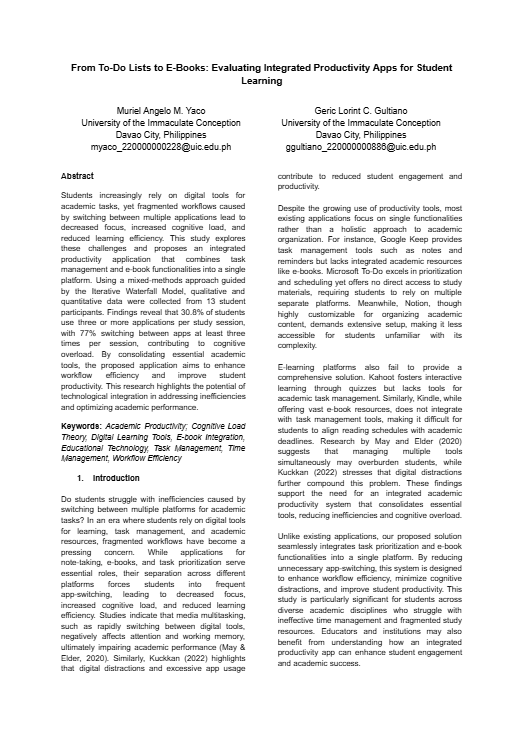 From To-Do Lists to E-Books: Evaluating Integrated Productivity Apps for Student
Learning
Muriel Angelo M. Yaco
University of the Immaculate Conception
Davao City, Philippines
myaco_220000000228@uic.edu.ph
Geric Lorint C. Gultiano
University of the Immaculate Conception
Davao City, Philippines
ggultiano_220000000886@uic.edu.ph
Abstract
Students increasingly rely on digital tools for
academic tasks, yet fragmented workflows caused
by switching between multiple applications lead to
decreased focus, increased cognitive load, and
reduced learning efficiency. This study explores
these challenges and proposes an integrated
productivity application that combines task
management and e-book functionalities into a single
platform. Using a mixed-methods approach guided
by the Iterative Waterfall Model, qualitative and
quantitative data were collected from 13 student
participants. Findings reveal that 30.8% of students
use three or more applications per study session,
with 77% switching between apps at least three
times per session, contributing to cognitive
overload. By consolidating essential academic
tools, the proposed application aims to enhance
workflow efficiency and improve student
productivity. This research highlights the potential of
technological integration in addressing inefficiencies
and optimizing academic performance.
Keywords: Academic Productivity; Cognitive Load
Theory, Digital Learning Tools, E-book Integration,
Educational Technology, Task Management, Time
Management, Workflow Efficiency
1. Introduction
Do students struggle with inefficiencies caused by
switching between multiple platforms for academic
tasks? In an era where students rely on digital tools
for learning, task management, and academic
resources, fragmented workflows have become a
pressing concern. While applications for
note-taking, e-books, and task prioritization serve
essential roles, their separation across different
platforms forces students into frequent
app-switching, leading to decreased focus,
increased cognitive load, and reduced learning
efficiency. Studies indicate that media multitasking,
such as rapidly switching between digital tools,
negatively affects attention and working memory,
ultimately impairing academic performance (May &
Elder, 2020). Similarly, Kuckkan (2022) highlights
that digital distractions and excessive app usage
contribute to reduced student engagement and
productivity.
Despite the growing use of productivity tools, most
existing applications focus on single functionalities
rather than a holistic approach to academic
organization. For instance, Google Keep provides
task management tools such as notes and
reminders but lacks integrated academic resources
like e-books. Microsoft To-Do excels in prioritization
and scheduling yet offers no direct access to study
materials, requiring students to rely on multiple
separate platforms. Meanwhile, Notion, though
highly customizable for organizing academic
content, demands extensive setup, making it less
accessible for students unfamiliar with its
complexity.
E-learning platforms also fail to provide a
comprehensive solution. Kahoot fosters interactive
learning through quizzes but lacks tools for
academic task management. Similarly, Kindle, while
offering vast e-book resources, does not integrate
with task management tools, making it difficult for
students to align reading schedules with academic
deadlines. Research by May and Elder (2020)
suggests that managing multiple tools
simultaneously may overburden students, while
Kuckkan (2022) stresses that digital distractions
further compound this problem. These findings
support the need for an integrated academic
productivity system that consolidates essential
tools, reducing inefficiencies and cognitive overload.
Unlike existing applications, our proposed solution
seamlessly integrates task prioritization and e-book
functionalities into a single platform. By reducing
unnecessary app-switching, this system is designed
to enhance workflow efficiency, minimize cognitive
distractions, and improve student productivity. This
study is particularly significant for students across
diverse academic disciplines who struggle with
ineffective time management and fragmented study
resources. Educators and institutions may also
benefit from understanding how an integrated
productivity app can enhance student engagement
and academic success.